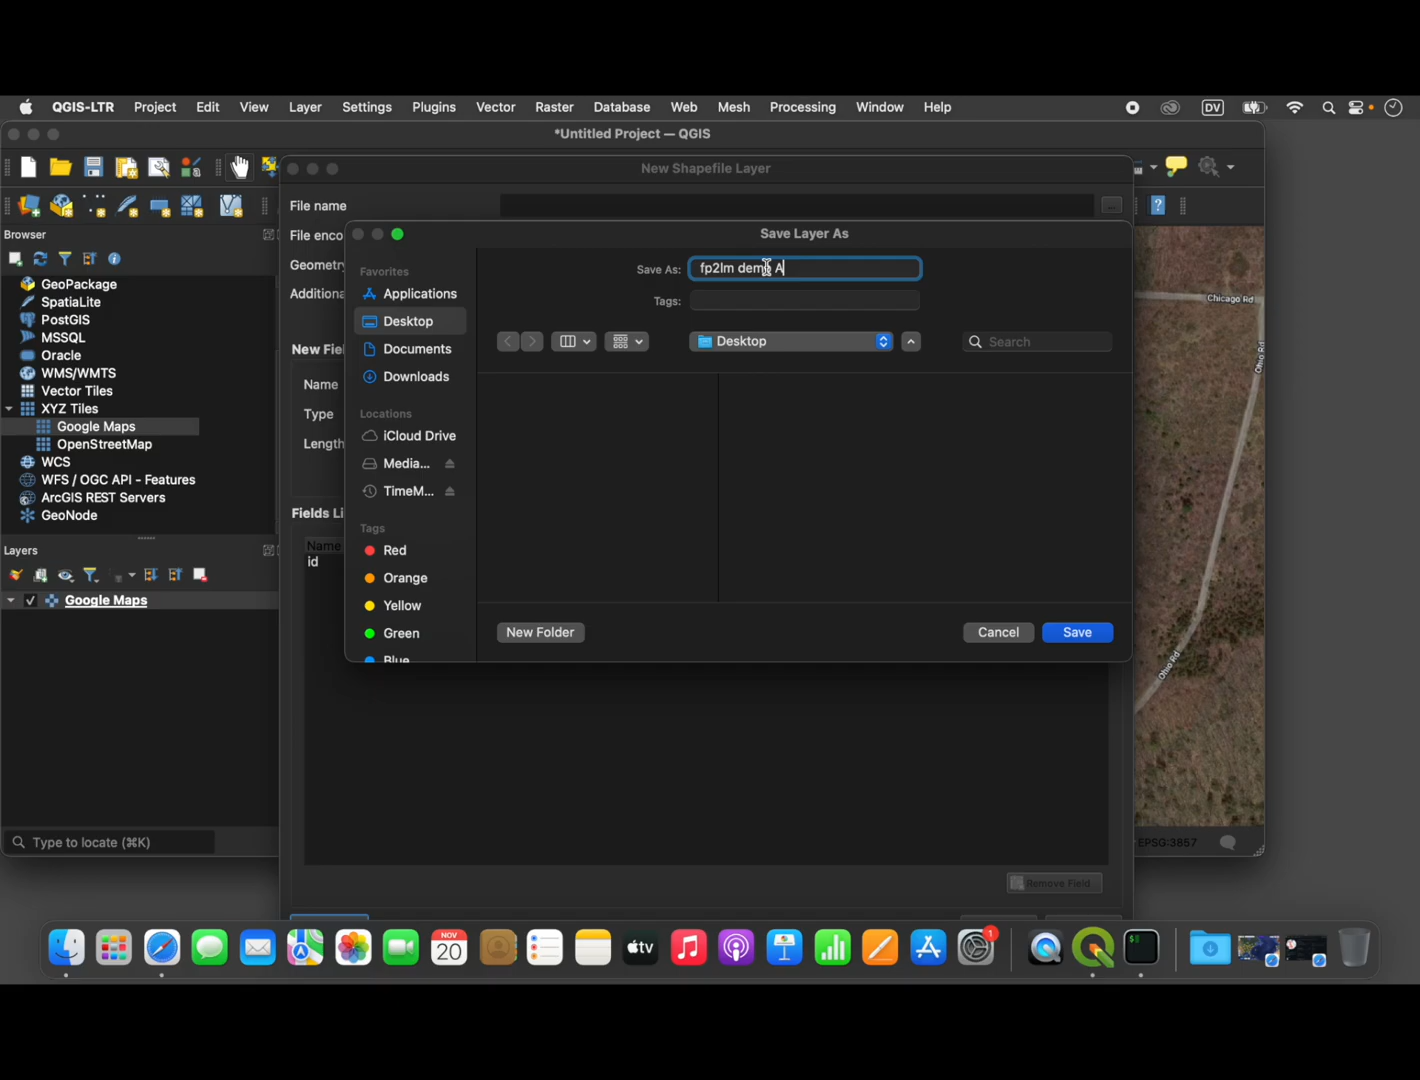 QGIS-LTR Project Edit View Layer Settings Plugins Vector Raster Database Web Mesh Processing Window Help
DV
*Untitled Project — QGIS
New Shapefile Layer
File name
...
Browser
File enco
Save Layer As
Geometry
Additiona
Save As: fp2lm demo A
Tags:
Favorites
Applications
Desktop
Documents
Downloads
Locations
iCloud Drive
Media...
TimeM...
Tags
Red
Orange
Yellow
Green
Blue
Desktop
Search
New Folder
Cancel
Save
GeoPackage
SpatiaLite
PostGIS
MSSQL
Oracle
WMS/WMTS
Vector Tiles
XYZ Tiles
Google Maps
OpenStreetMap
WCS
WFS / OGC API - Features
ArcGIS REST Servers
GeoNode
New Fiel
Name
Type
Length
Fields Li
Name
id
Layers
Google Maps
Chicago Rd
Ohio Rd
Ohio Rd
Type to locate (⌘K)
EPSG:3857
Remove Field
NOV
20
tv
1
$